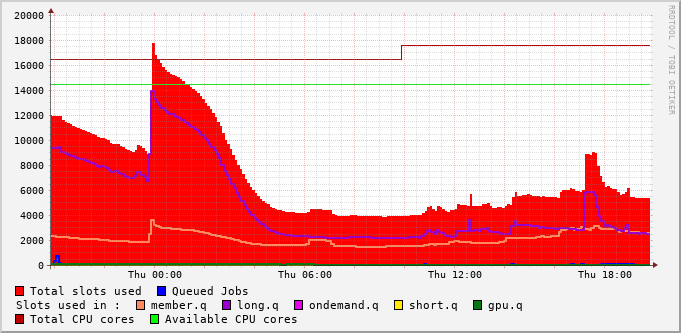 20000
18000
16000
14000
12000
10000
8000
6000
4000
2000
0
Thu 00:00 Thu 06:00 Thu 12:00 Thu 18:00
RRDTOOL / TOBI OETIKER
Total slots used Queued Jobs
Slots used in : member.q long.q ondemand.q short.q gpu.q
Total CPU cores Available CPU cores